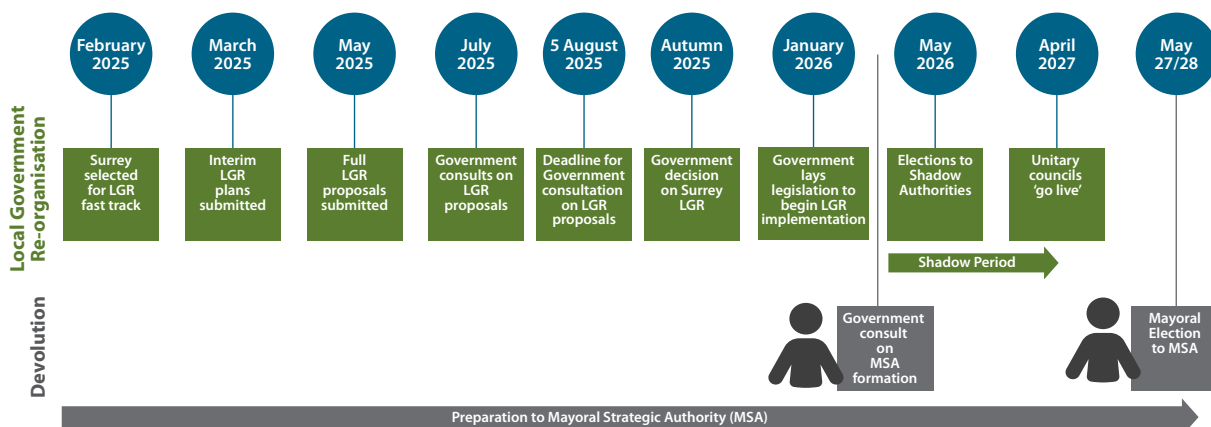 February
2025
March
2025
May
2025
July
2025
5 August
2025
Autumn
2025
January
2026
May
2026
April
2027
May
27/28
Local Government
Re-organisation
Surrey
selected
for LGR
fast track
Interim
LGR
plans
submitted
Full
LGR
proposals
submitted
Government
consults on
LGR
proposals
Deadline for
Government
consultation
on LGR
proposals
Government
decision
on Surrey
LGR
Government
lays
legislation to
begin LGR
implementation
Elections to
Shadow
Authorities
Unitary
councils
‘go live’
Shadow Period
Devolution
Government
consult
on
MSA
formation
Mayoral
Election
to MSA
Preparation to Mayoral Strategic Authority (MSA)